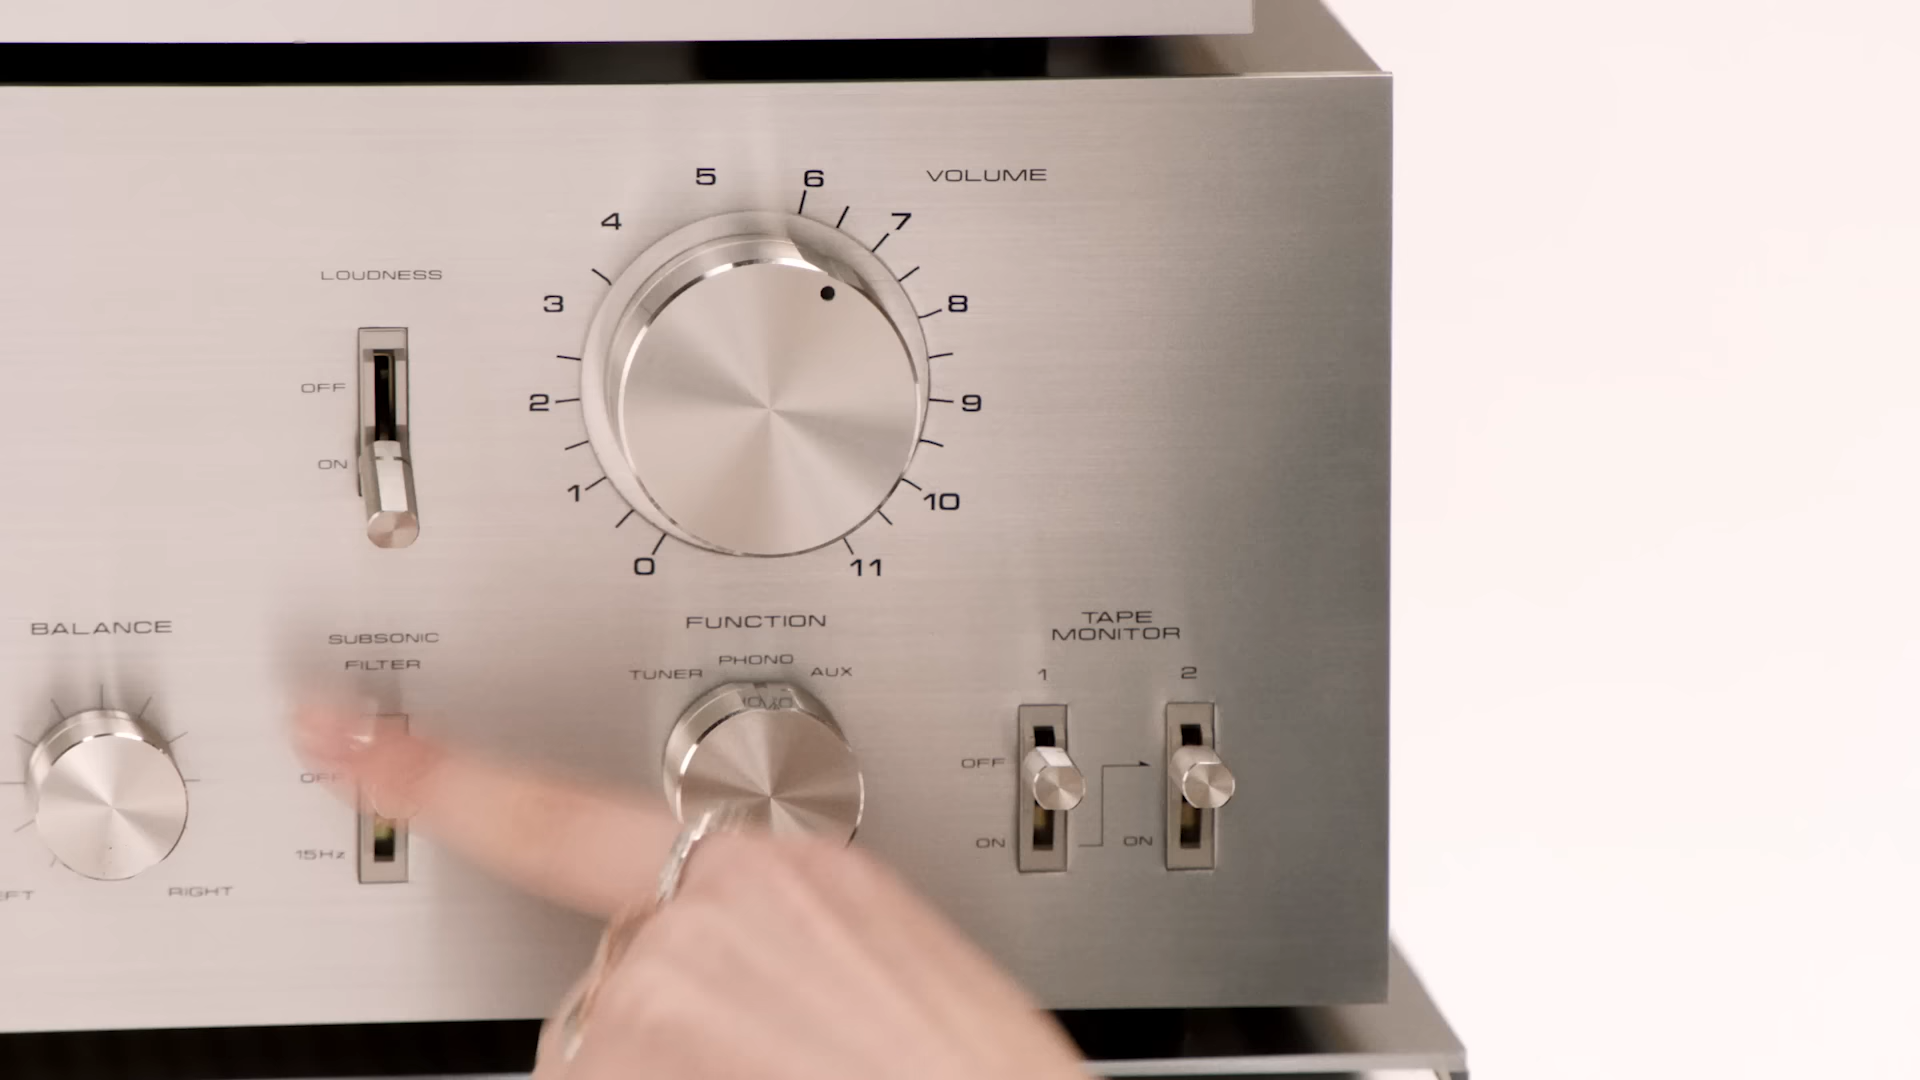 5 6 VOLUME
4 7
LOUDNESS
3 8
OFF
2 9
ON
1 10
0 11
BALANCE
SUBSONIC
FILTER
FUNCTION
TUNER PHONO AUX
TAPE
MONITOR
1 2
OFF
OFF
ON ON
15Hz
RIGHT